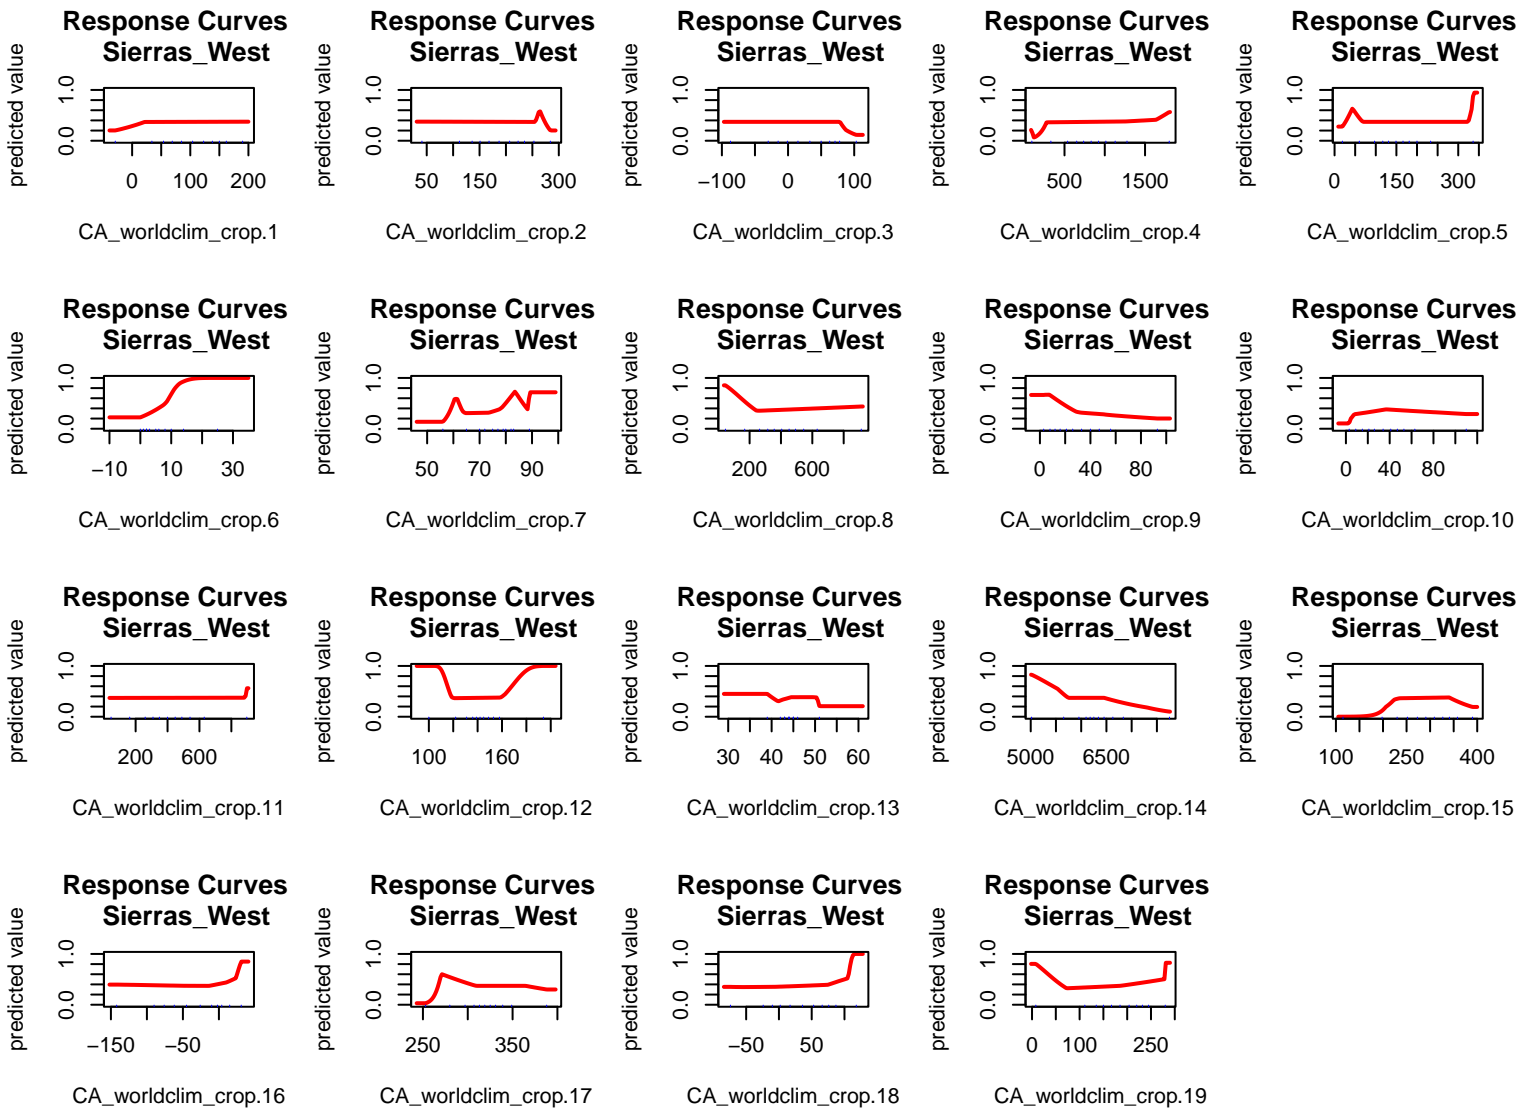 Response Curves
Sierras_West
predicted value
0.0 1.0
0 100 200
CA_worldclim_crop.1
Response Curves
Sierras_West
predicted value
0.0 1.0
50 150 300
CA_worldclim_crop.2
Response Curves
Sierras_West
predicted value
0.0 1.0
−100 0 100
CA_worldclim_crop.3
Response Curves
Sierras_West
predicted value
0.0 1.0
500 1500
CA_worldclim_crop.4
Response Curves
Sierras_West
predicted value
0.0 1.0
0 150 300
CA_worldclim_crop.5
Response Curves
Sierras_West
predicted value
0.0 1.0
−10 10 30
CA_worldclim_crop.6
Response Curves
Sierras_West
predicted value
0.0 1.0
50 70 90
CA_worldclim_crop.7
Response Curves
Sierras_West
predicted value
0.0 1.0
200 600
CA_worldclim_crop.8
Response Curves
Sierras_West
predicted value
0.0 1.0
0 40 80
CA_worldclim_crop.9
Response Curves
Sierras_West
predicted value
0.0 1.0
0 40 80
CA_worldclim_crop.10
Response Curves
Sierras_West
predicted value
0.0 1.0
200 600
CA_worldclim_crop.11
Response Curves
Sierras_West
predicted value
0.0 1.0
100 160
CA_worldclim_crop.12
Response Curves
Sierras_West
predicted value
0.0 1.0
30 40 50 60
CA_worldclim_crop.13
Response Curves
Sierras_West
predicted value
0.0 1.0
5000 6500
CA_worldclim_crop.14
Response Curves
Sierras_West
predicted value
0.0 1.0
100 250 400
CA_worldclim_crop.15
Response Curves
Sierras_West
predicted value
0.0 1.0
−150 −50
CA_worldclim_crop.16
Response Curves
Sierras_West
predicted value
0.0 1.0
250 350
CA_worldclim_crop.17
Response Curves
Sierras_West
predicted value
0.0 1.0
−50 50
CA_worldclim_crop.18
Response Curves
Sierras_West
predicted value
0.0 1.0
0 100 250
CA_worldclim_crop.19